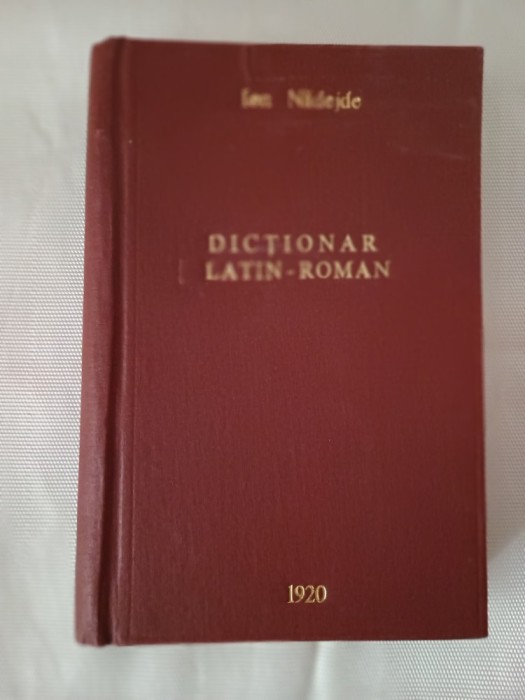 Ion Nădejde
DICȚIONAR
LATIN-ROMAN
1920